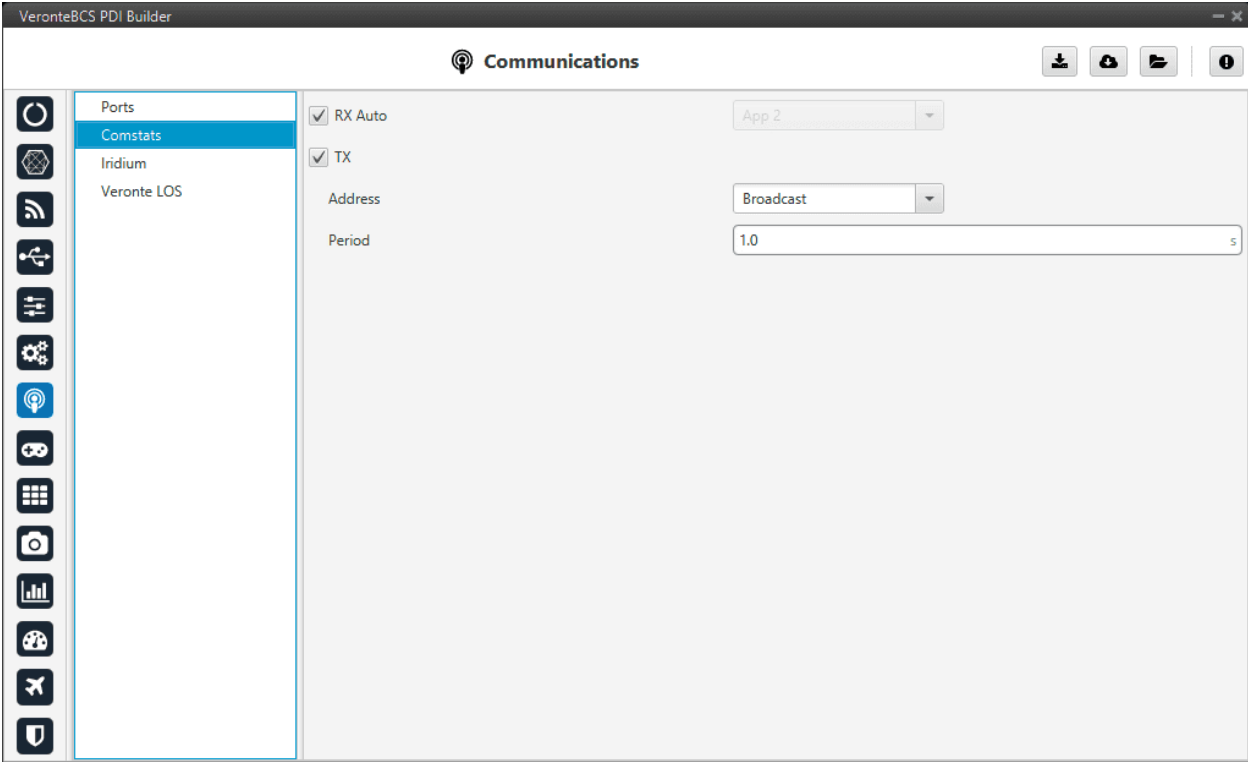 VeronteBCS PDI Builder
Communications
Ports
Comstats
Iridium
Veronte LOS
RX Auto
App 2
TX
Address
Broadcast
Period
1.0
s